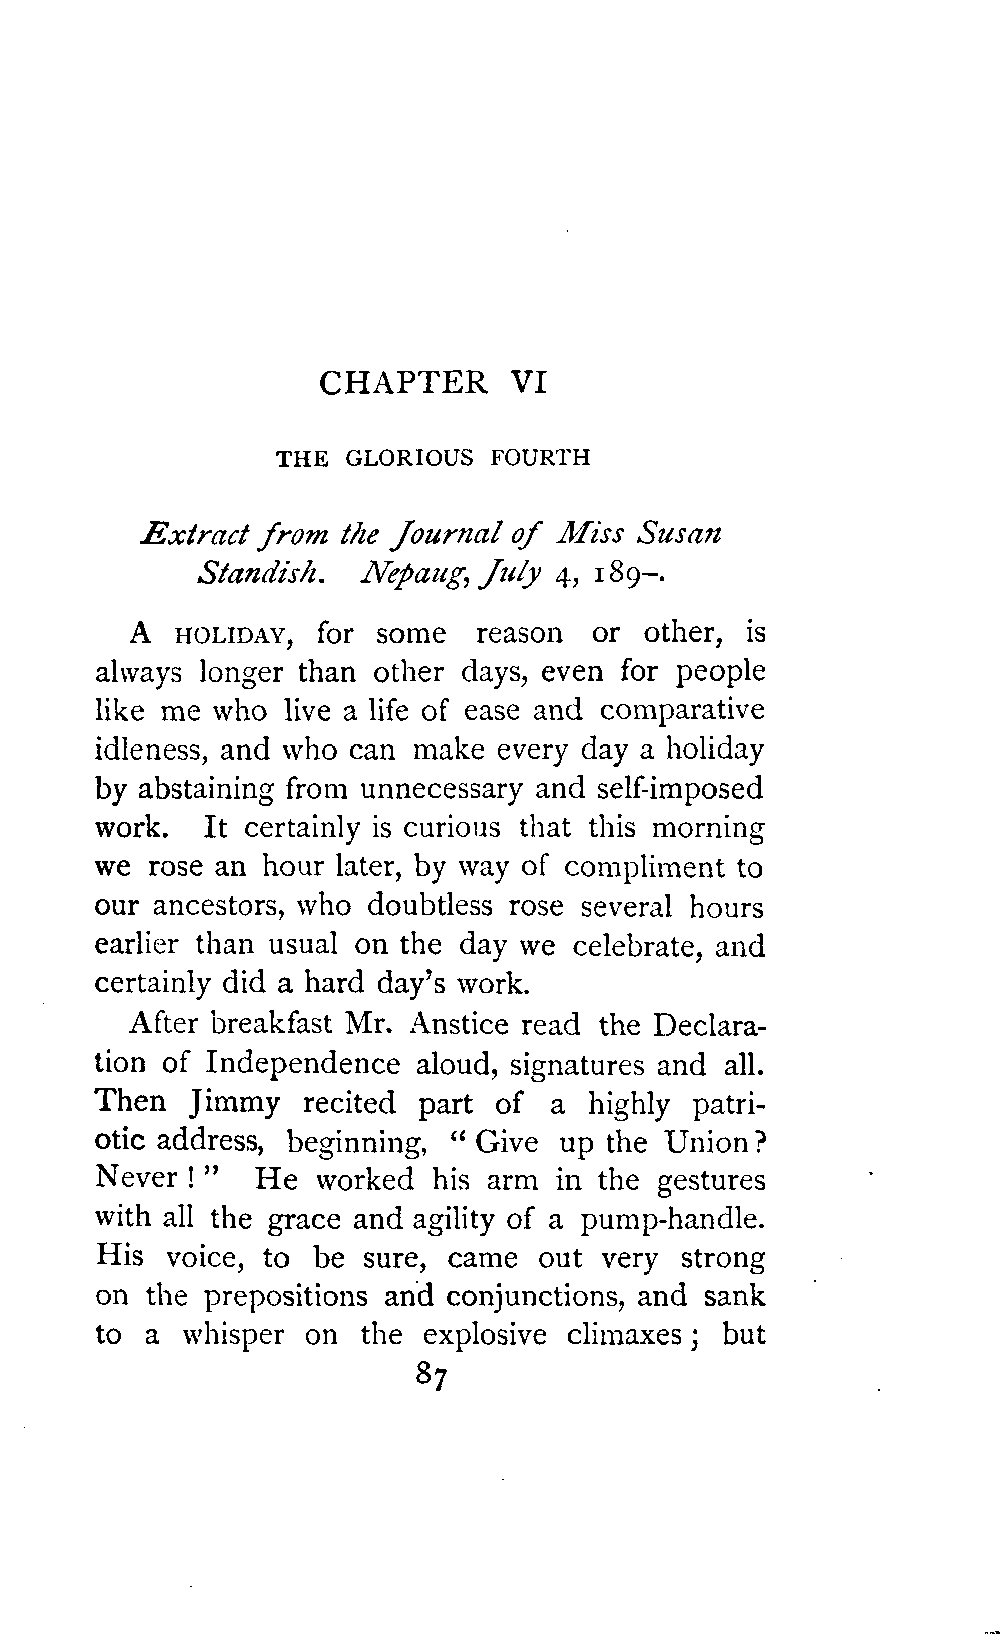 CHAPTER VI
THE GLORIOUS FOURTH
Extract from the Journal of Miss Susan
Standish. Nepaug, July 4, 189–.
A HOLIDAY, for some reason or other, is
always longer than other days, even for people
like me who live a life of ease and comparative
idleness, and who can make every day a holiday
by abstaining from unnecessary and self-imposed
work. It certainly is curious that this morning
we rose an hour later, by way of compliment to
our ancestors, who doubtless rose several hours
earlier than usual on the day we celebrate, and
certainly did a hard day's work.
After breakfast Mr. Anstice read the Declara-
tion of Independence aloud, signatures and all.
Then Jimmy recited part of a highly patri-
otic address, beginning, “Give up the Union?
Never!” He worked his arm in the gestures
with all the grace and agility of a pump-handle.
His voice, to be sure, came out very strong
on the prepositions and conjunctions, and sank
to a whisper on the explosive climaxes; but
87